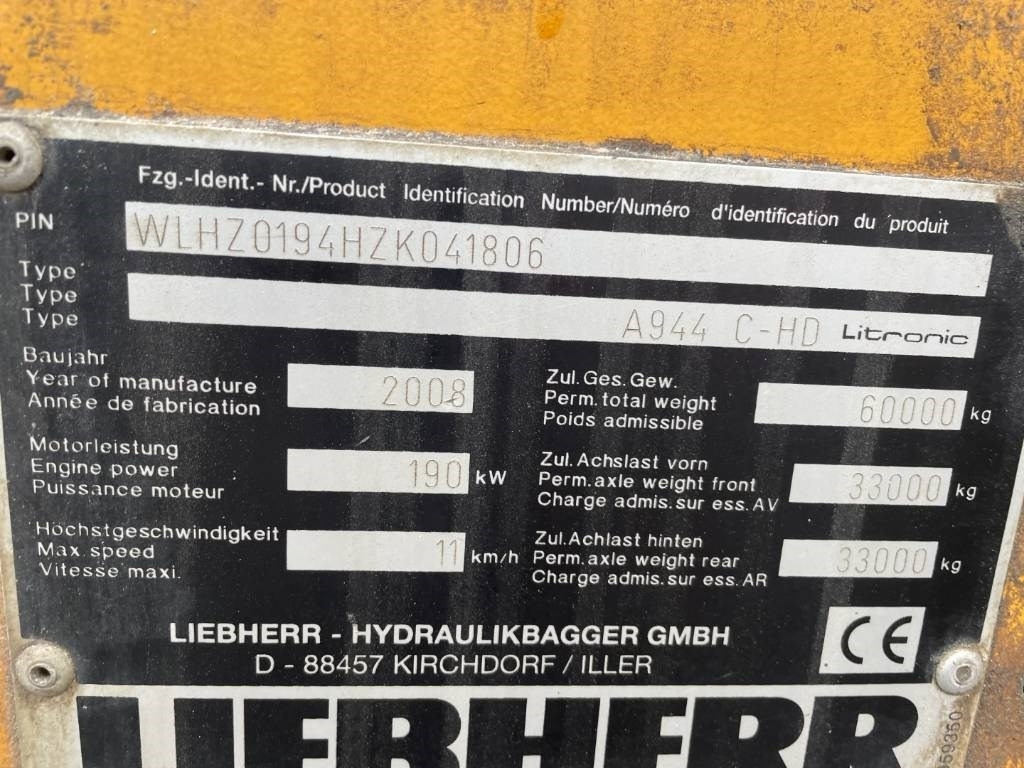 Fzg.-Ident.- Nr./Product Identification Number/Numéro d'identification du produit
PIN WLHZ0194HZK041806
Type
Type
Type A944 C-HD Litronic
Baujahr
Year of manufacture 2008
Année de fabrication
Zul. Ges. Gew.
Perm. total weight 60000 kg
Poids admissible
Motorleistung
Engine power 190 kW
Puissance moteur
Zul. Achslast vorn
Perm. axle weight front 33000 kg
Charge admis. sur ess. AV
Höchstgeschwindigkeit
Max. speed 11 km/h
Vitesse maxi.
Zul. Achlast hinten
Perm. axle weight rear 33000 kg
Charge admis. sur ess. AR
LIEBHERR - HYDRAULIKBAGGER GMBH
D - 88457 KIRCHDORF / ILLER
CE
LIEBHERR